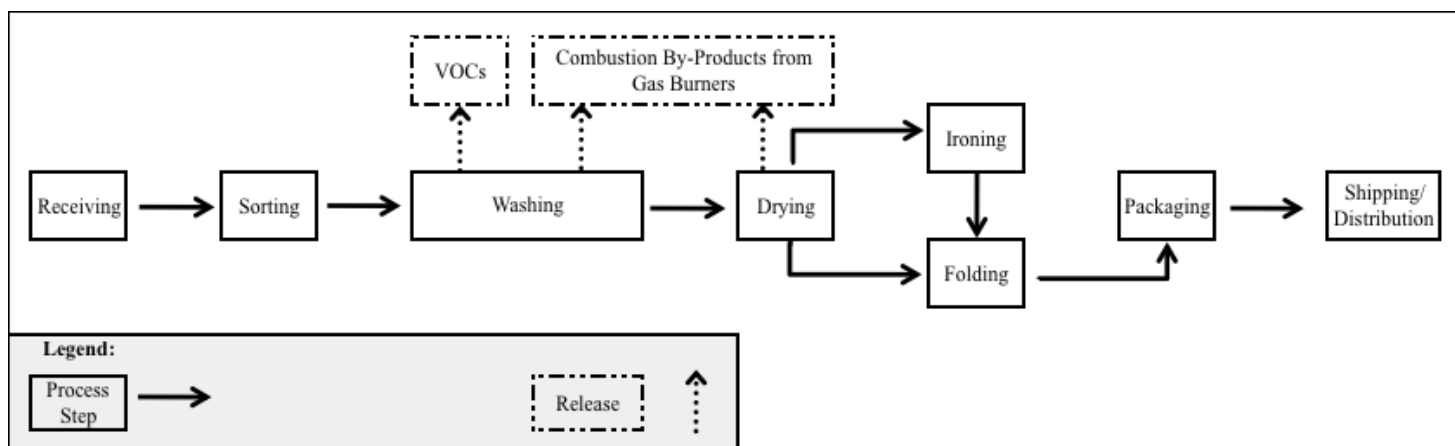 VOCs
Combustion By-Products from
Gas Burners
Ironing
Receiving
Sorting
Washing
Drying
Packaging
Shipping/
Distribution
Folding
Legend:
Process
Step
Release